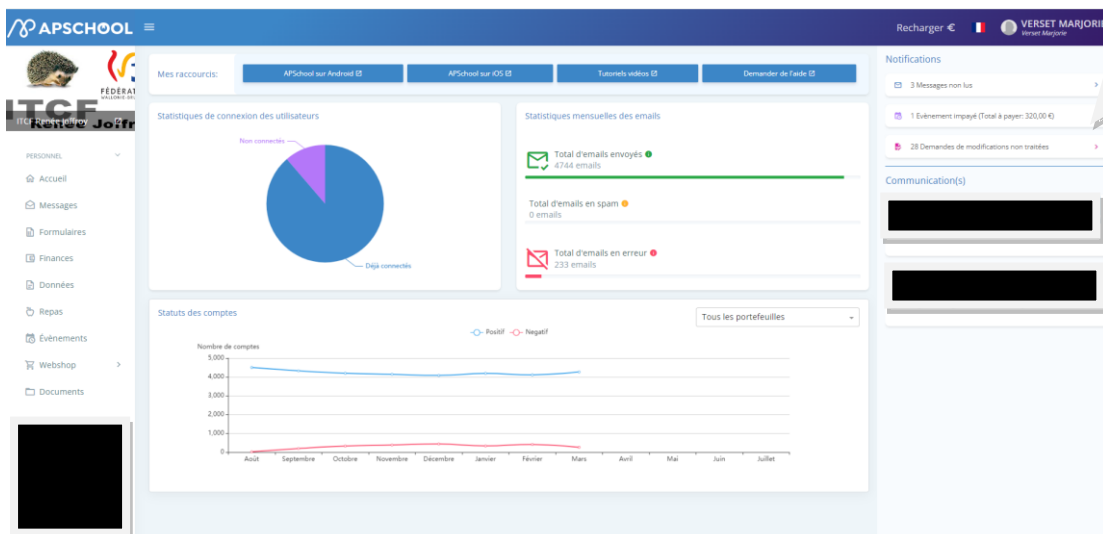 APSCHOOL
Recharger €
VERSET MARJORIE
Verset Marjorie
FÉDÉRAT
ITCF
Renée Joffr
ITCF Renée Joffroy
PERSONNEL
Accueil
Messages
Formulaires
Finances
Données
Repas
Évènements
Webshop
Documents
Mes raccourcis:
APSchool sur Android
APSchool sur iOS
Tutoriels vidéos
Demander de l'aide
Statistiques de connexion des utilisateurs
Non connectés
Déjà connectés
Statistiques mensuelles des emails
Total d'emails envoyés
4744 emails
Total d'emails en spam
0 emails
Total d'emails en erreur
233 emails
Statuts des comptes
Tous les portefeuilles
Positif Negatif
Nombre de comptes
5,000
4,000
3,000
2,000
1,000
0
Août Septembre Octobre Novembre Décembre Janvier Février Mars Avril Mai Juin Juillet
Notifications
3 Messages non lus
1 Evènement impayé (Total à payer: 320,00 €)
28 Demandes de modifications non traitées
Communication(s)